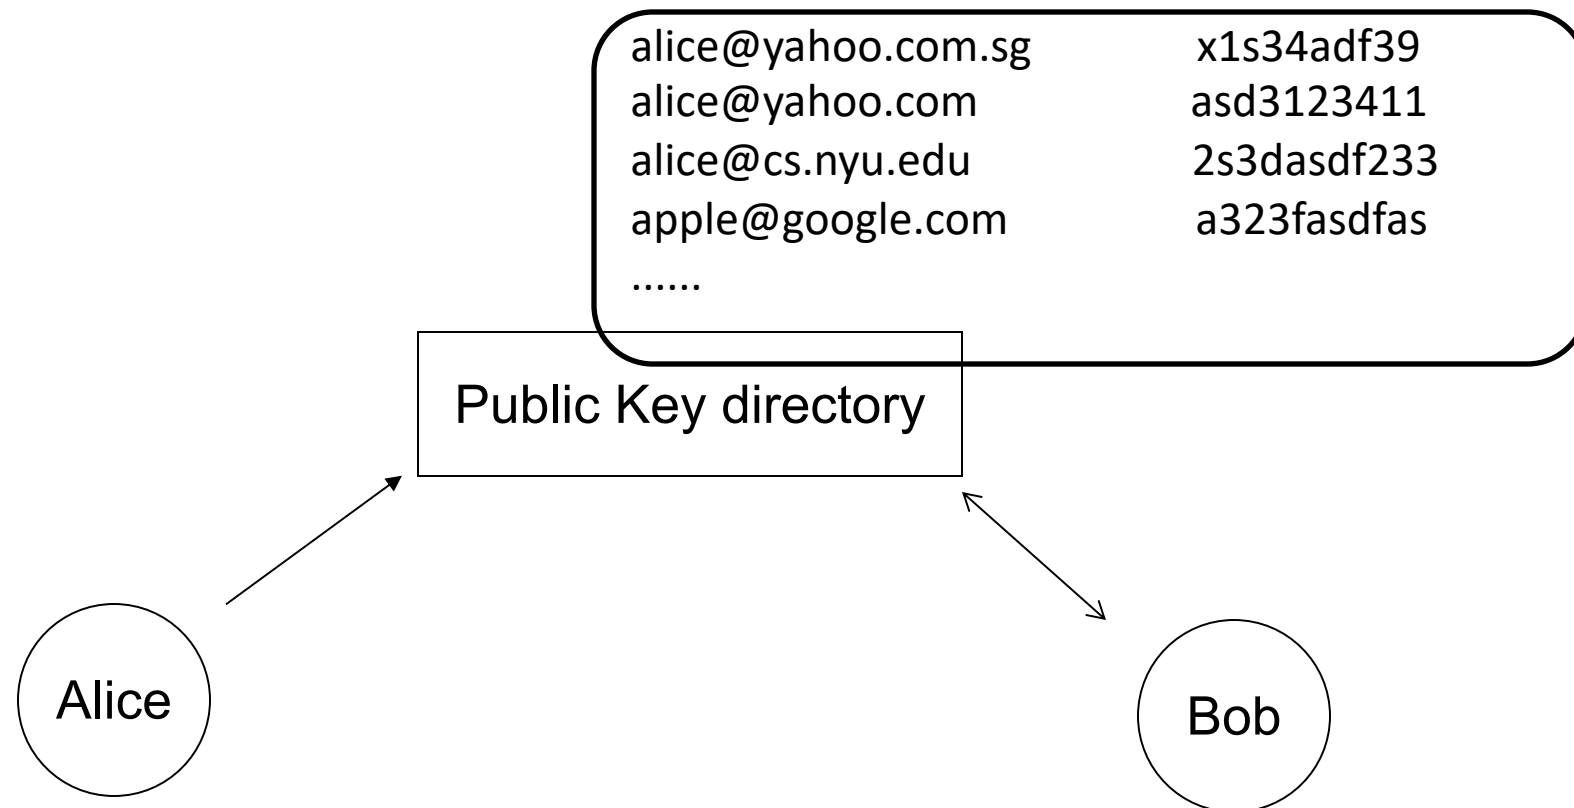 alice@yahoo.com.sg x1s34adf39
alice@yahoo.com asd3123411
alice@cs.nyu.edu 2s3dasdf233
apple@google.com a323fasdfas
......
Public Key directory
Alice
Bob